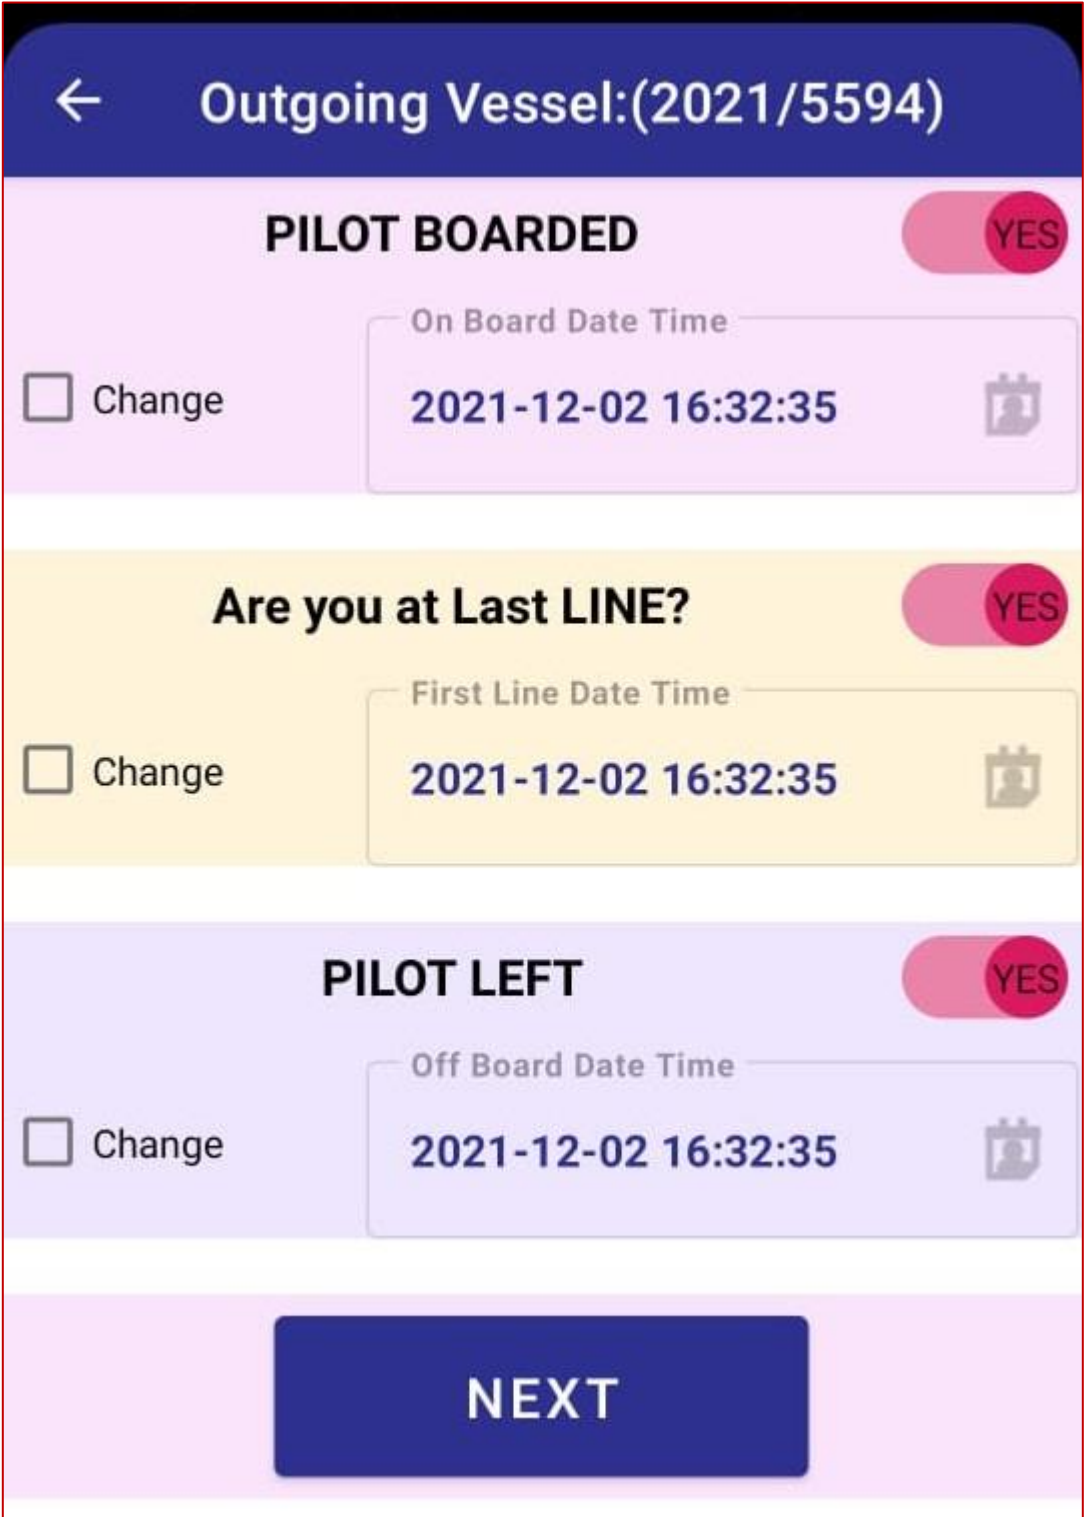 Outgoing Vessel:(2021/5594)
PILOT BOARDED
YES
On Board Date Time
Change
2021-12-02 16:32:35
Are you at Last LINE?
YES
First Line Date Time
Change
2021-12-02 16:32:35
PILOT LEFT
YES
Off Board Date Time
Change
2021-12-02 16:32:35
NEXT